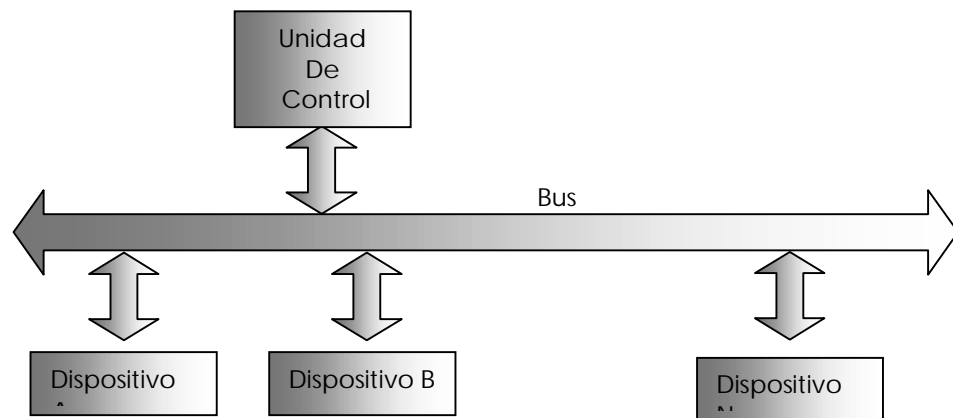 Unidad
De
Control
Bus
Dispositivo
Dispositivo B
Dispositivo